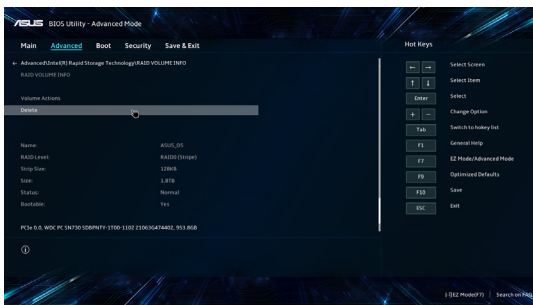 ASUS BIOS Utility - Advanced Mode
Main Advanced Boot Security Save & Exit
Hot Keys
← Advanced\Intel(R) Rapid Storage Technology\RAID VOLUME INFO
RAID VOLUME INFO
Volume Actions
Delete
Name: ASUS_OS
RAID Level: RAID0 (Stripe)
Strip Size: 128KB
Size: 1.8TB
Status: Normal
Bootable: Yes
PCIe 0.0, WDC PC SN730 SDBPNTY-1T00-1102 21063G474402, 953.8GB
← → Select Screen
↑ ↓ Select Item
Enter Select
+ - Change Option
Tab Switch to hokey list
F1 General Help
F7 EZ Mode/Advanced Mode
F9 Optimized Defaults
F10 Save
ESC Exit
EZ Mode(F7) | Search on FAQ